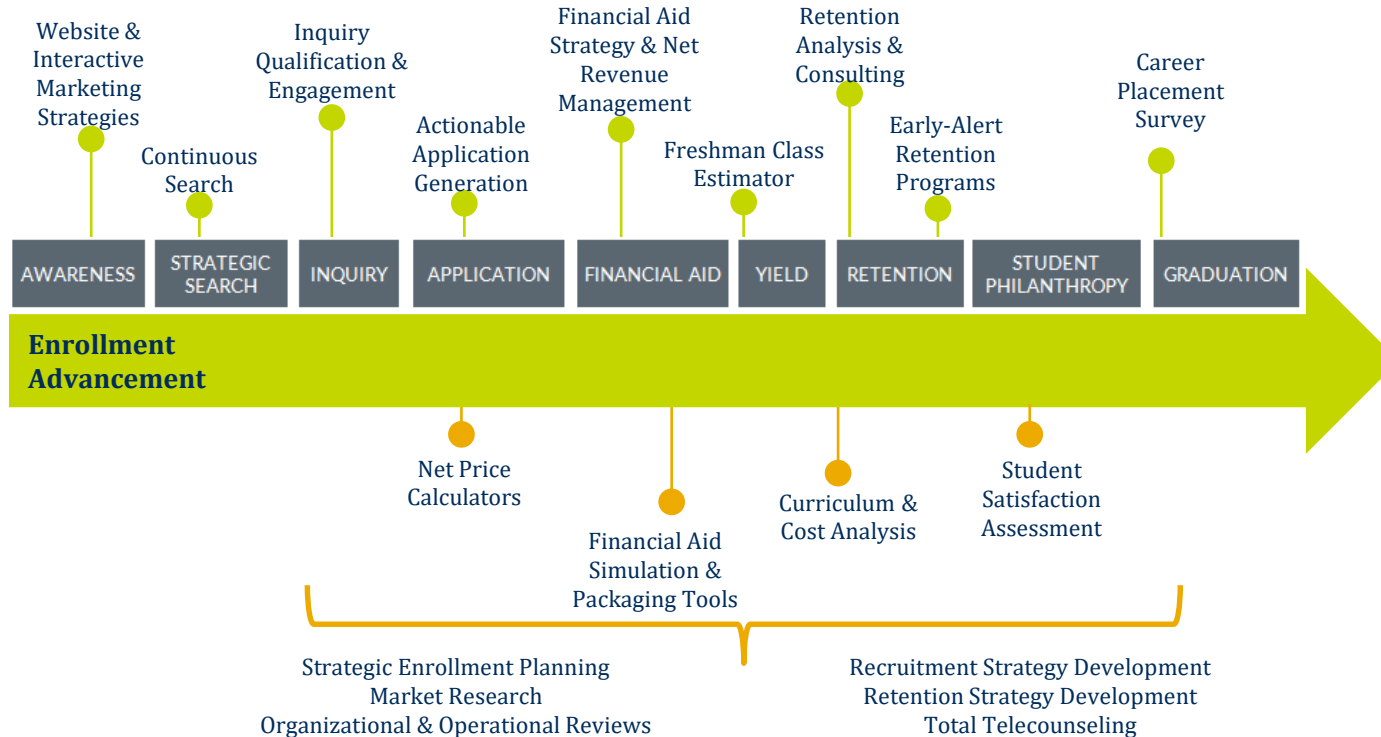 Website &
Interactive
Marketing
Strategies
Continuous
Search
Inquiry
Qualification &
Engagement
Actionable
Application
Generation
Financial Aid
Strategy & Net
Revenue
Management
Freshman Class
Estimator
Retention
Analysis &
Consulting
Early-Alert
Retention
Programs
Career
Placement
Survey
AWARENESS
STRATEGIC
SEARCH
INQUIRY
APPLICATION
FINANCIAL AID
YIELD
RETENTION
STUDENT
PHILANTHROPY
GRADUATION
Enrollment
Advancement
Net Price
Calculators
Financial Aid
Simulation &
Packaging Tools
Curriculum &
Cost Analysis
Student
Satisfaction
Assessment
Strategic Enrollment Planning
Market Research
Organizational & Operational Reviews
Recruitment Strategy Development
Retention Strategy Development
Total Telecounseling